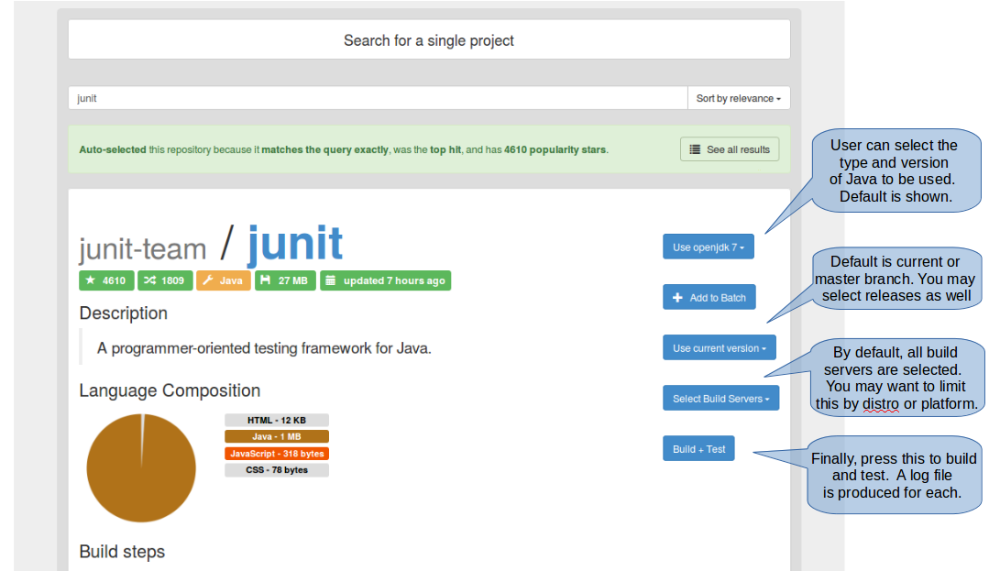 Search for a single project
junit
Sort by relevance
Auto-selected this repository because it matches the query exactly, was the top hit, and has 4610 popularity stars.
See all results
junit-team / junit
4610
1809
Java
27 MB
updated 7 hours ago
Description
A programmer-oriented testing framework for Java.
Language Composition
HTML - 12 KB
Java - 1 MB
JavaScript - 318 bytes
CSS - 78 bytes
Build steps
Use openjdk 7
Add to Batch
Use current version
Select Build Servers
Build + Test
User can select the
type and version
of Java to be used.
Default is shown.
Default is current or
master branch. You may
select releases as well
By default, all build
servers are selected.
You may want to limit
this by distro or platform.
Finally, press this to build
and test. A log file
is produced for each.